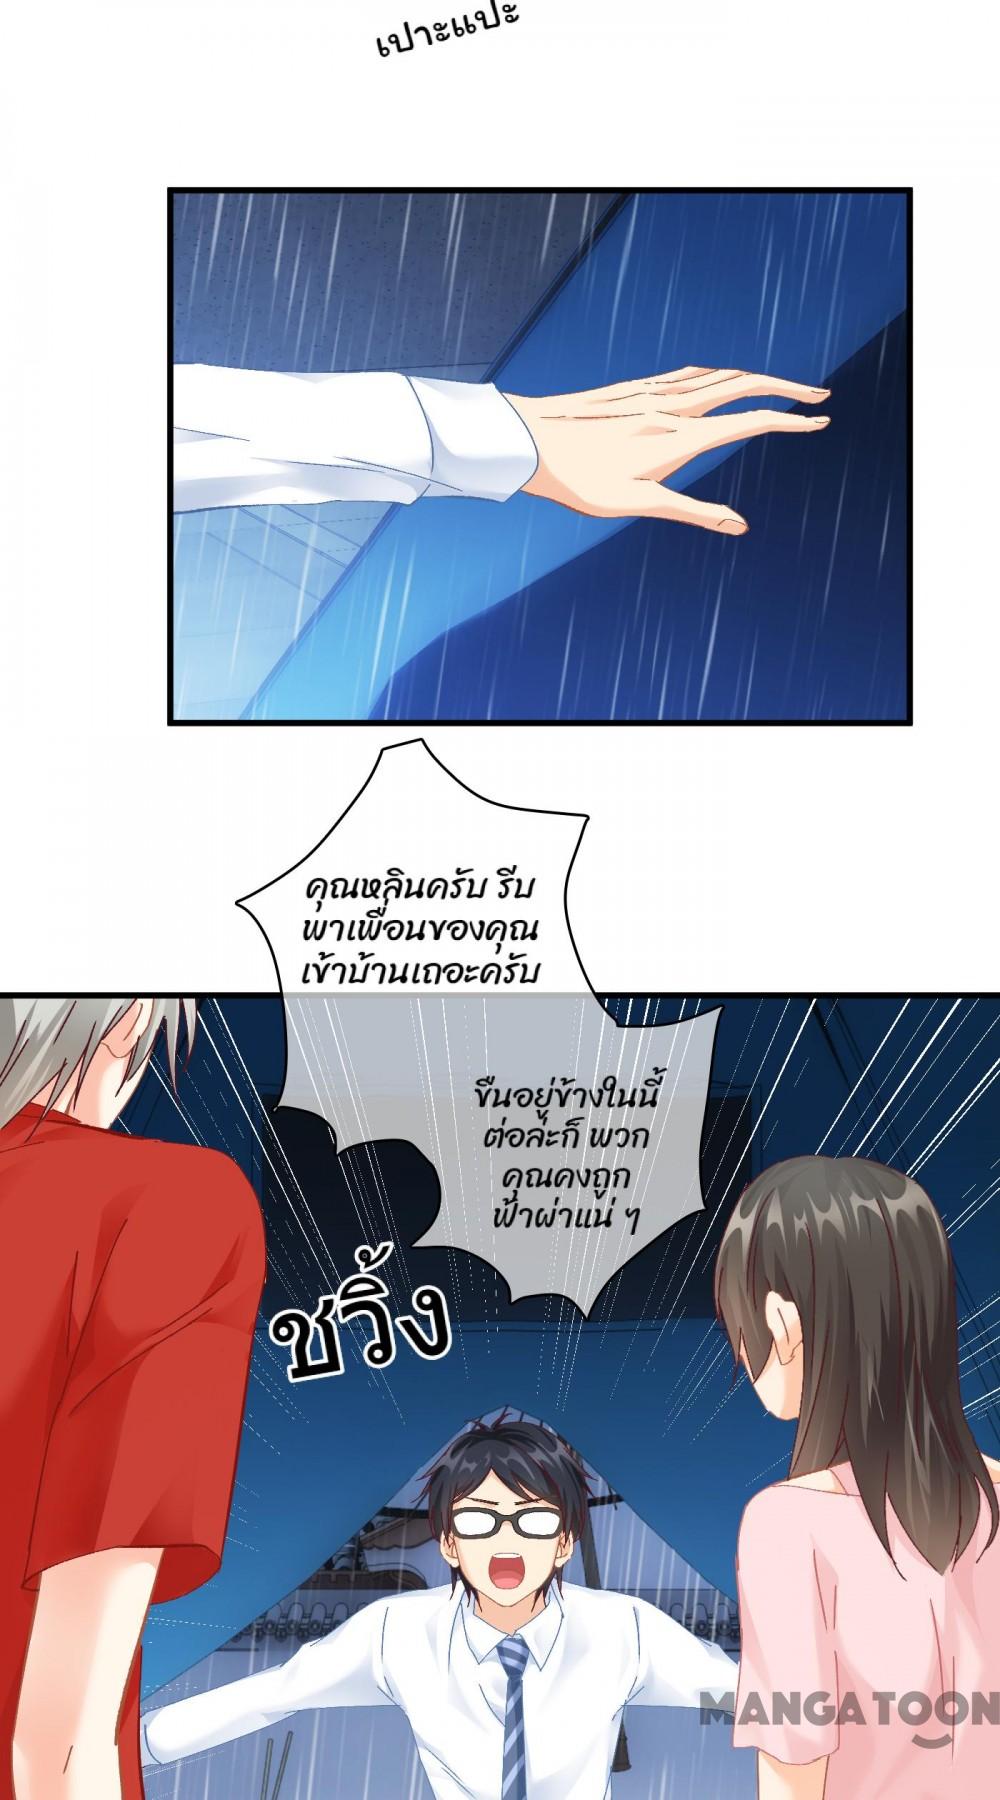 เปาะแปะ
คุณหลินครับ รีบ
พาเพื่อนของคุณ
เข้าบ้านเถอะครับ
ขืนอยู่ข้างในนี้
ต่อล่ะก็ พวก
คุณคงถูก
ฟ้าผ่าแน่ ๆ
ชวิ้ง
MANGATOON